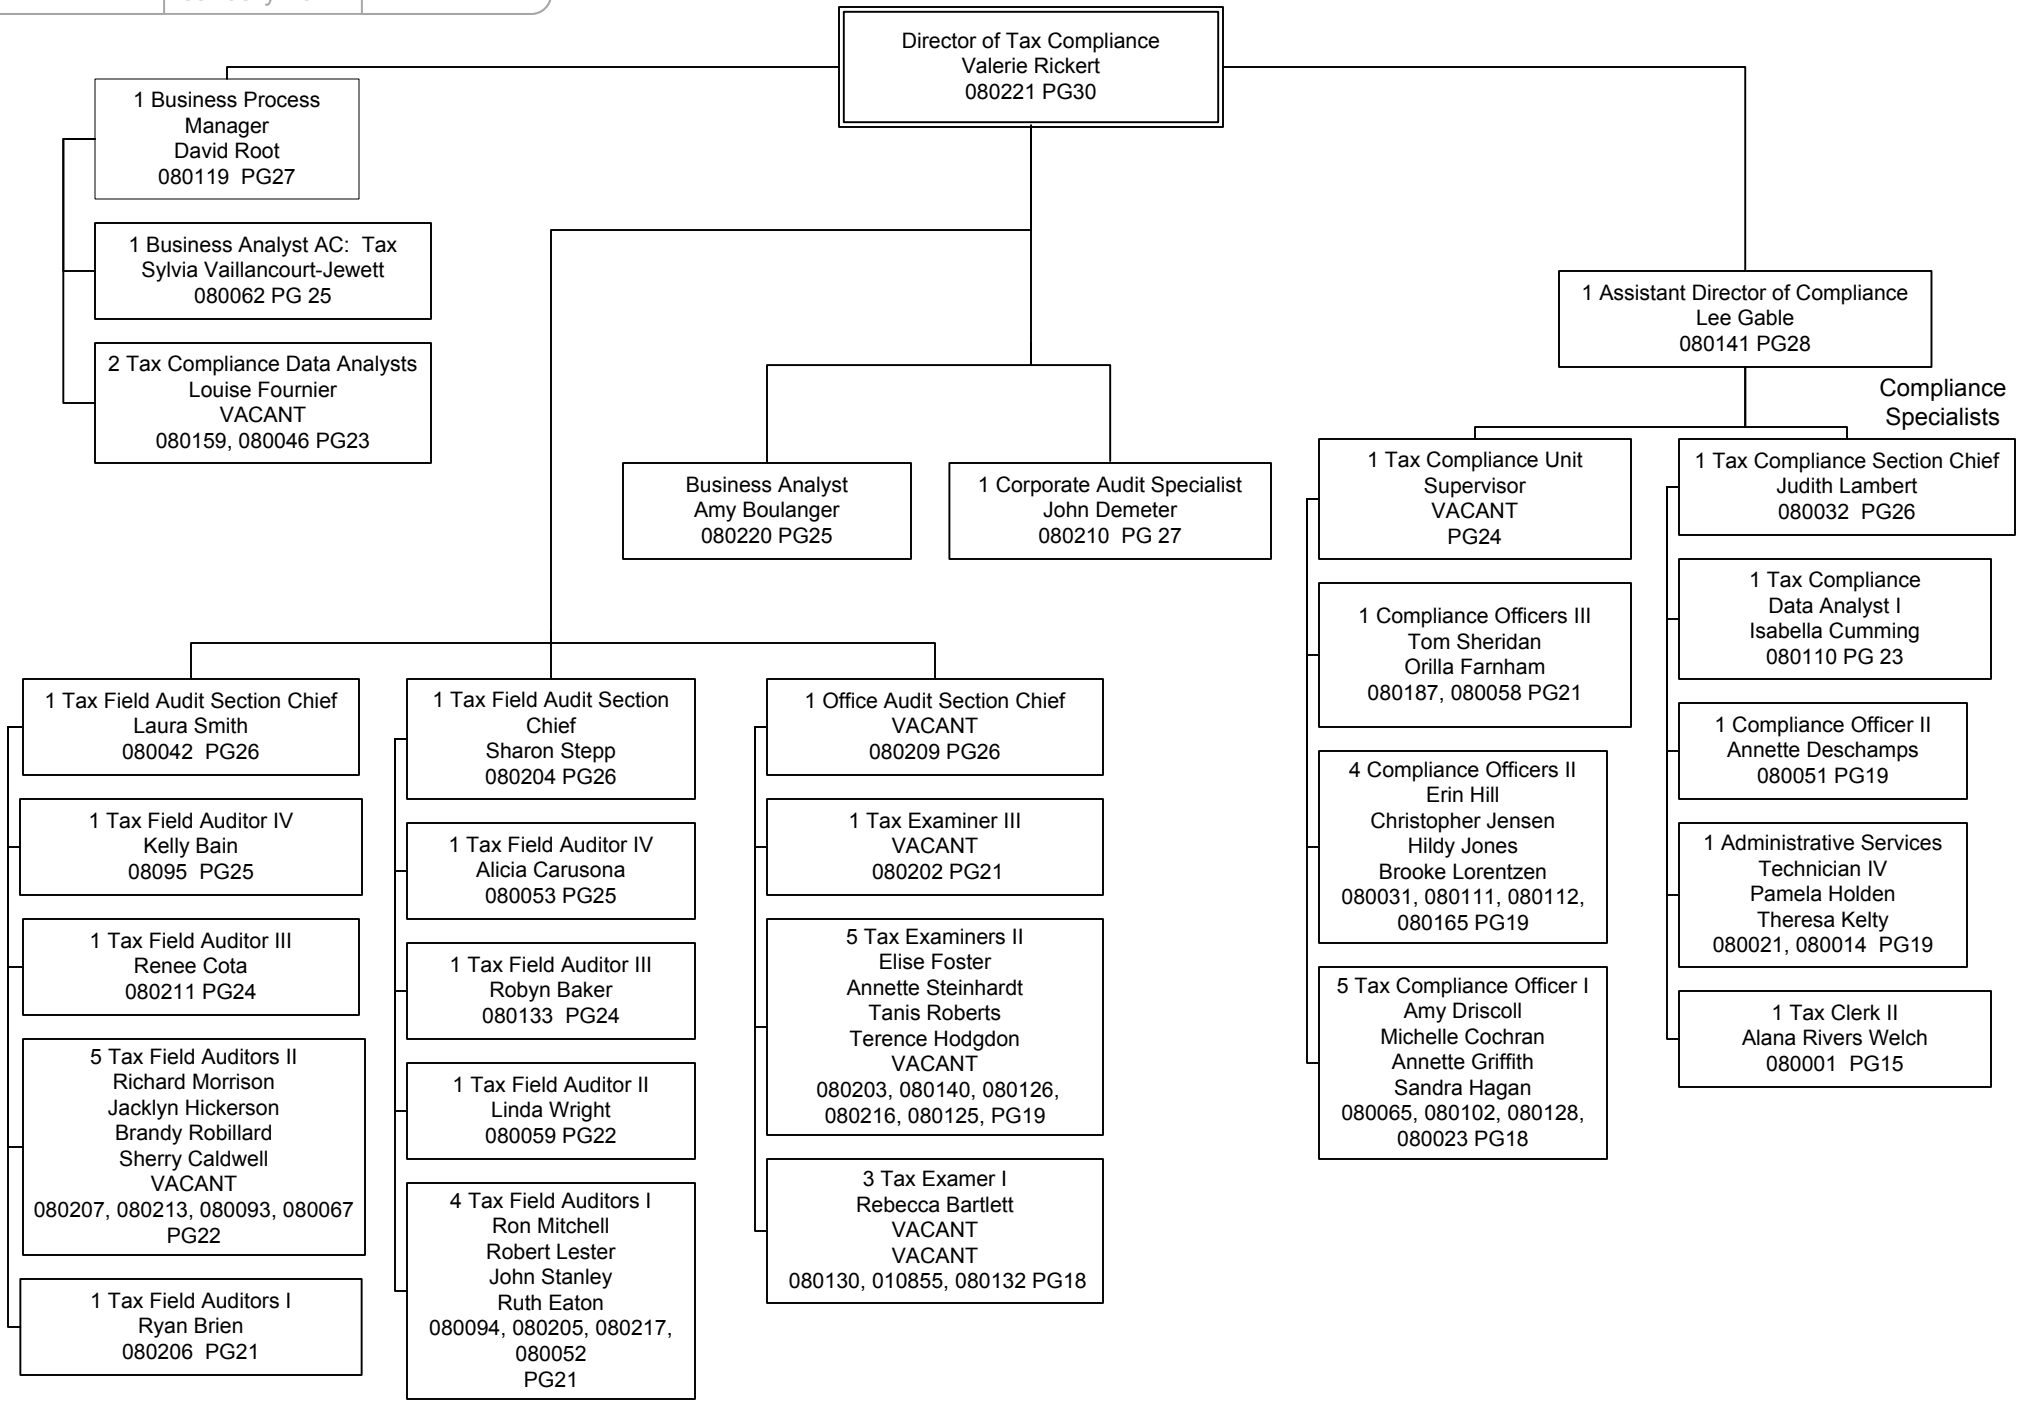 Director of Tax Compliance
Valerie Rickert
080221 PG30
1 Business Process
Manager
David Root
080119  PG27
1 Business Analyst AC:  Tax
Sylvia Vaillancourt-Jewett
080062 PG 25
2 Tax Compliance Data Analysts
Louise Fournier
VACANT
080159, 080046 PG23
Business Analyst
Amy Boulanger
080220 PG25
1 Corporate Audit Specialist
John Demeter
080210  PG 27
1 Assistant Director of Compliance
Lee Gable
080141 PG28
Compliance
Specialists
1 Tax Field Audit Section Chief
Laura Smith
080042  PG26
1 Tax Field Auditor IV
Kelly Bain
08095  PG25
1 Tax Field Auditor III
Renee Cota
080211 PG24
5 Tax Field Auditors II
Richard Morrison
Jacklyn Hickerson
Brandy Robillard
Sherry Caldwell
VACANT
080207, 080213, 080093, 080067
PG22
1 Tax Field Auditors I
Ryan Brien
080206  PG21
1 Tax Field Audit Section
Chief
Sharon Stepp
080204 PG26
1 Tax Field Auditor IV
Alicia Carusona
080053 PG25
1 Tax Field Auditor III
Robyn Baker
080133  PG24
1 Tax Field Auditor II
Linda Wright
080059 PG22
4 Tax Field Auditors I
Ron Mitchell
Robert Lester
John Stanley
Ruth Eaton
080094, 080205, 080217,
080052
PG21
1 Office Audit Section Chief
VACANT
080209 PG26
1 Tax Examiner III
VACANT
080202 PG21
5 Tax Examiners II
Elise Foster
Annette Steinhardt
Tanis Roberts
Terence Hodgdon
VACANT
080203, 080140, 080126,
080216, 080125, PG19
3 Tax Examer I
Rebecca Bartlett
VACANT
VACANT
080130, 010855, 080132 PG18
1 Tax Compliance Unit
Supervisor
VACANT
PG24
1 Compliance Officers III
Tom Sheridan
Orilla Farnham
080187, 080058 PG21
4 Compliance Officers II
Erin Hill
Christopher Jensen
Hildy Jones
Brooke Lorentzen
080031, 080111, 080112,
080165 PG19
5 Tax Compliance Officer I
Amy Driscoll
Michelle Cochran
Annette Griffith
Sandra Hagan
080065, 080102, 080128,
080023 PG18
1 Tax Compliance Section Chief
Judith Lambert
080032  PG26
1 Tax Compliance
Data Analyst I
Isabella Cumming
080110 PG 23
1 Compliance Officer II
Annette Deschamps
080051 PG19
1 Administrative Services
Technician IV
Pamela Holden
Theresa Kelty
080021, 080014  PG19
1 Tax Clerk II
Alana Rivers Welch
080001  PG15